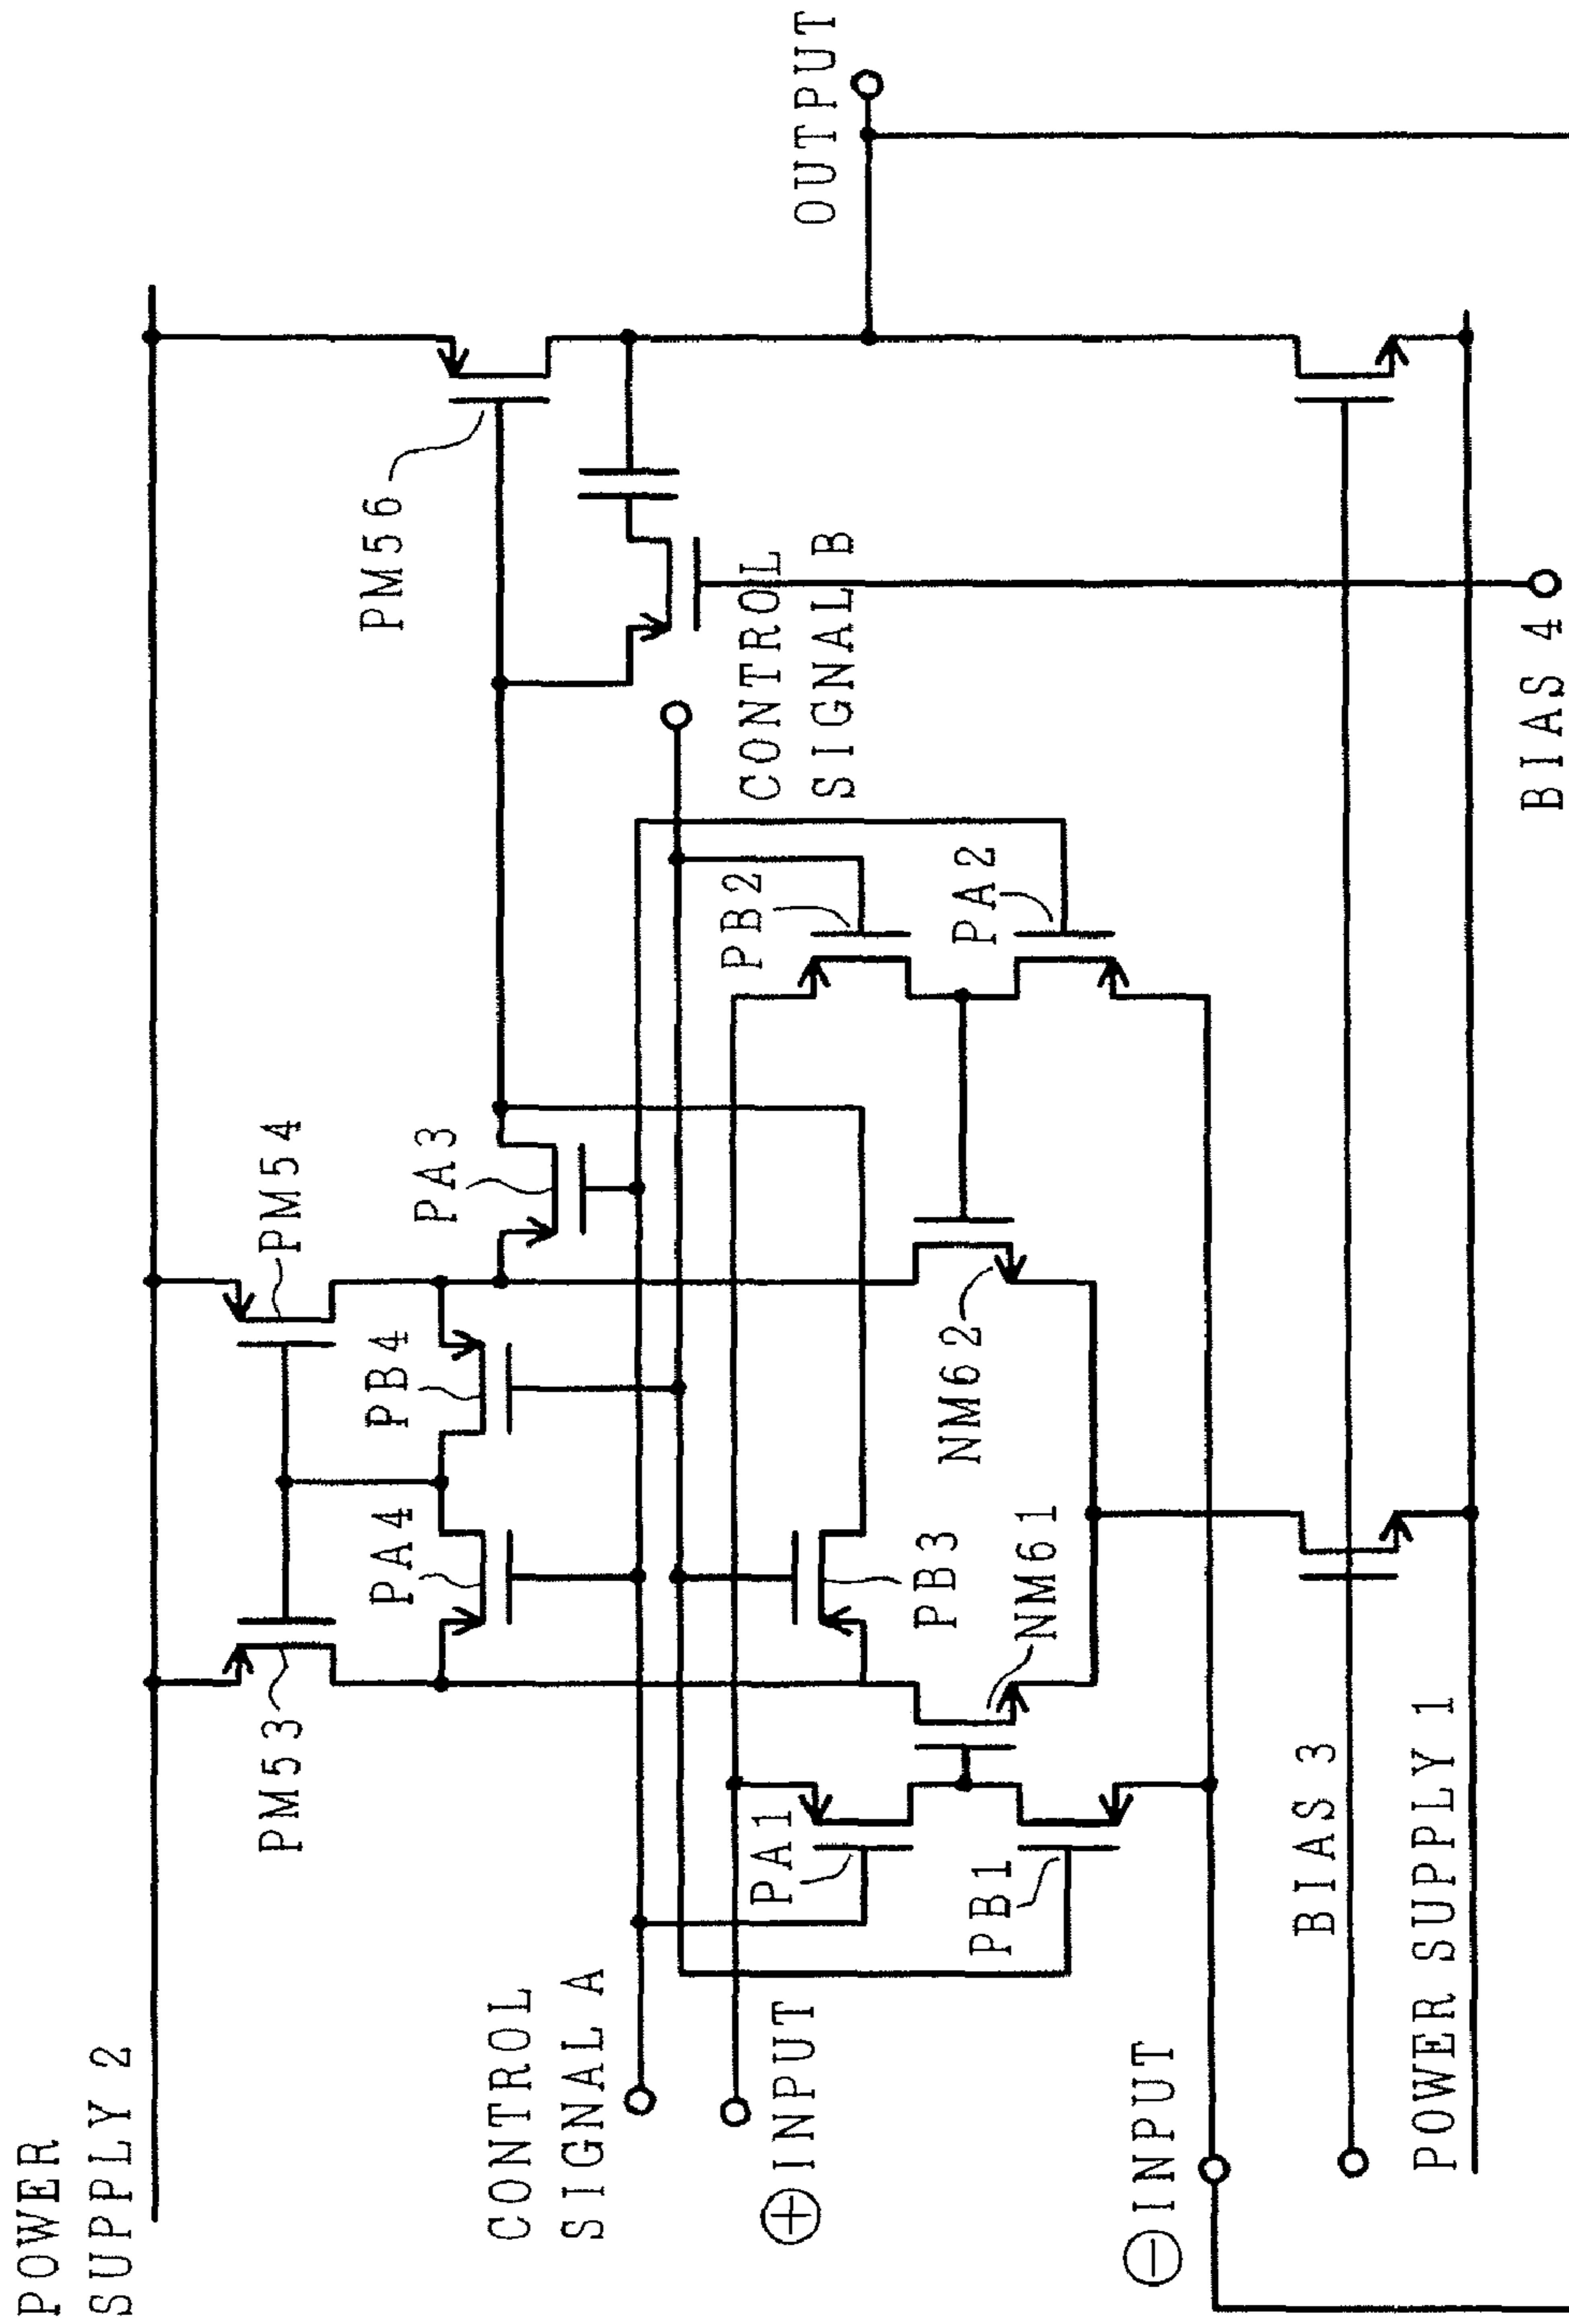 POWER
SUPPLY 2
CONTROL
SIGNAL A
⊕ INPUT
⊖ INPUT
BIAS 3
POWER SUPPLY 1
PM53
PM54
PA4
PB4
PA3
PA1
PB1
PB3
NM61
NM62
PB2
PA2
PM56
CONTROL
SIGNAL B
BIAS 4
OUTPUT